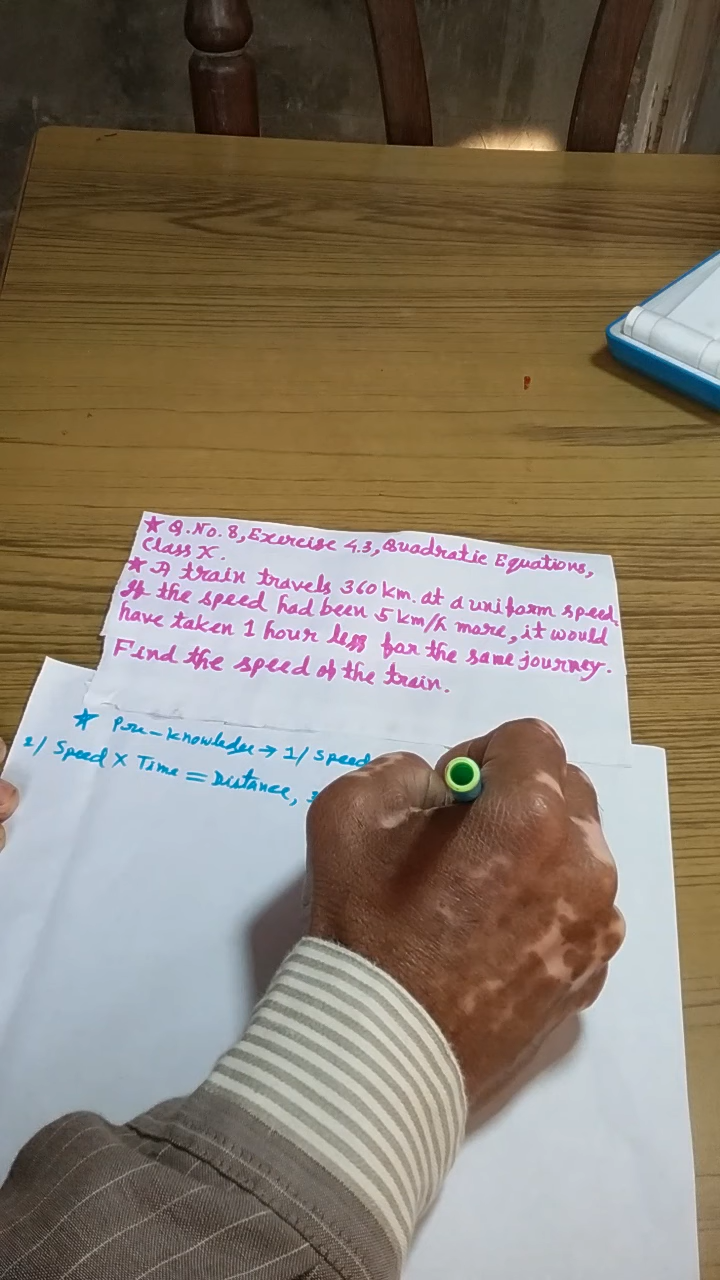 ★ Q.No. 8, Exercise 4.3, Quadratic Equations,
Class X.
★ A train travels 360 km. at a uniform speed.
If the speed had been 5 km/h more, it would
have taken 1 hour less for the same journey.
Find the speed of the train.
★ Pre-knowledge → 1/ Speed
2/ Speed × Time = Distance, 3